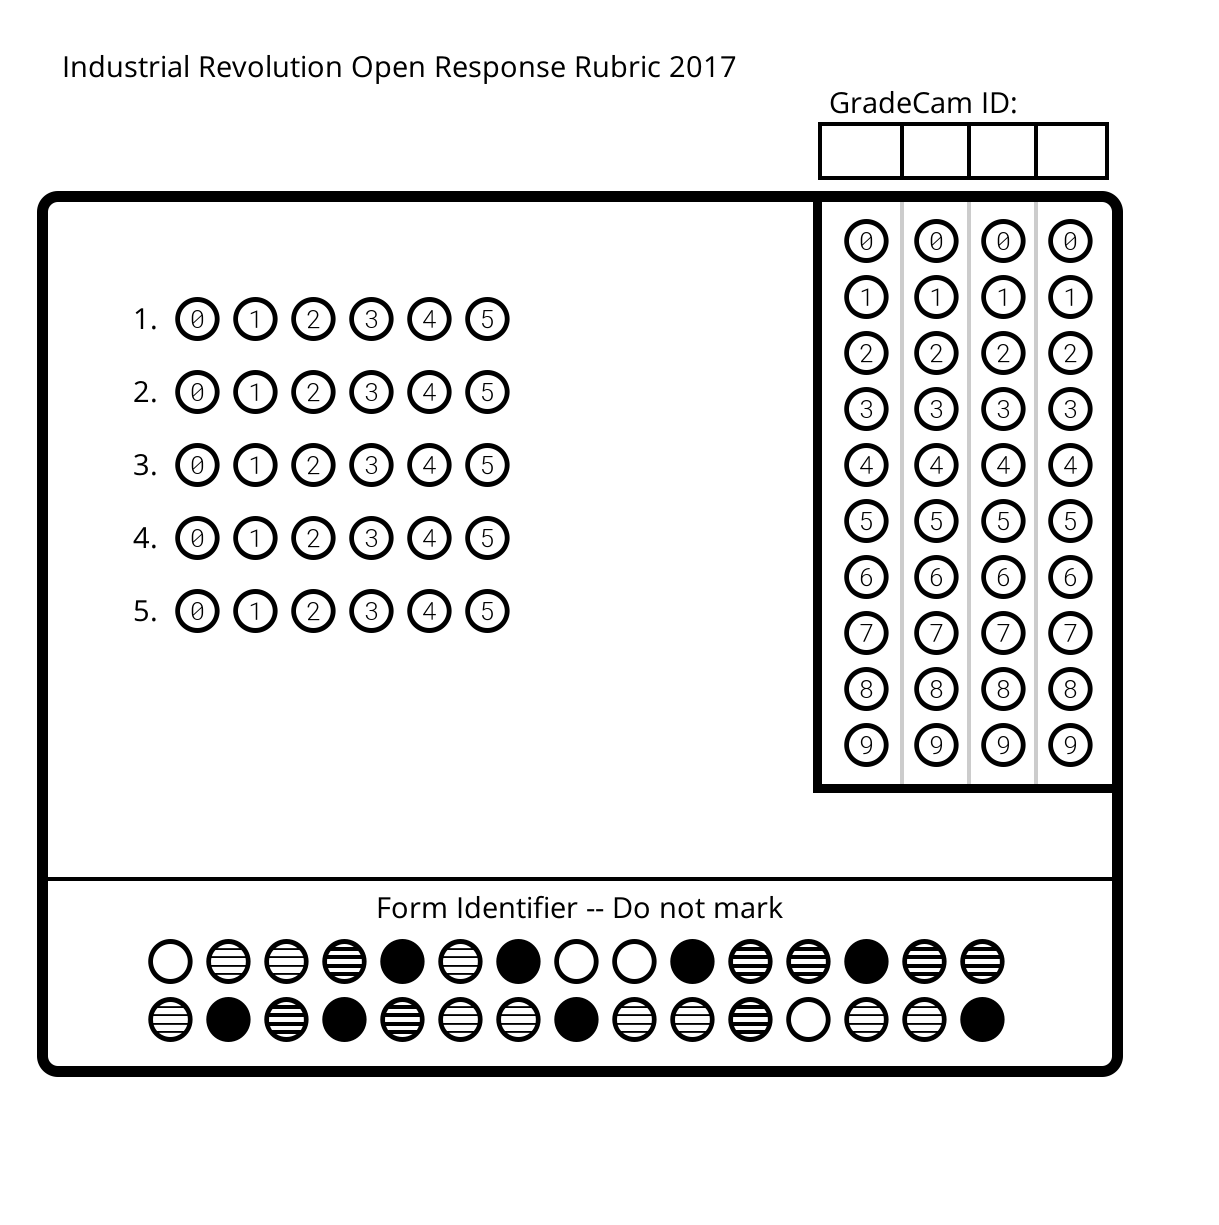 Industrial Revolution Open Response Rubric 2017
GradeCam ID:
0 0 0 0
1 1 1 1
1. 0 1 2 3 4 5
2 2 2 2
2. 0 1 2 3 4 5
3 3 3 3
3. 0 1 2 3 4 5
4 4 4 4
5 5 5 5
4. 0 1 2 3 4 5
6 6 6 6
5. 0 1 2 3 4 5
7 7 7 7
8 8 8 8
9 9 9 9
Form Identifier -- Do not mark